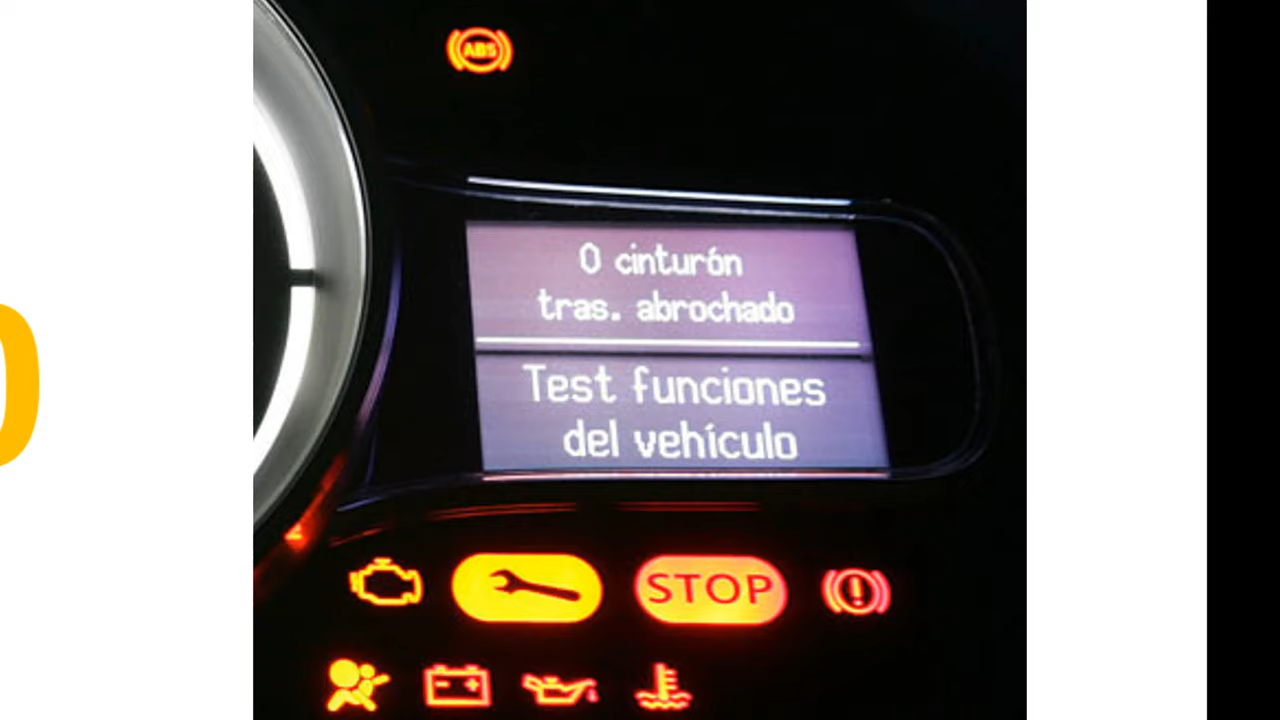 ABS
0 cinturón
tras. abrochado
Test funciones
del vehículo
STOP